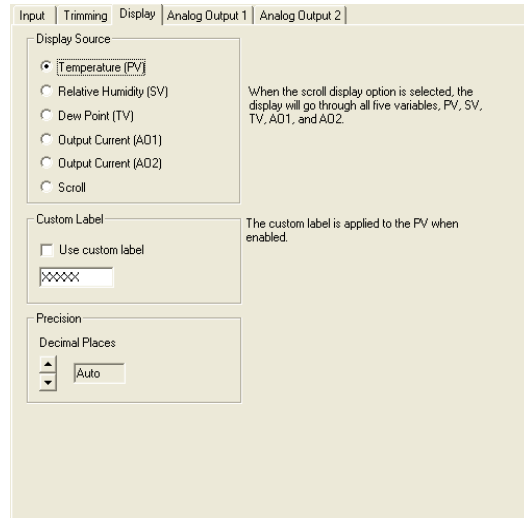 Input Trimming Display Analog Output 1 Analog Output 2
Display Source
Temperature (PV)
Relative Humidity (SV)
Dew Point (TV)
Output Current (AO1)
Output Current (AO2)
Scroll
When the scroll display option is selected, the
display will go through all five variables, PV, SV,
TV, AO1, and AO2.
Custom Label
Use custom label
XXXXX
The custom label is applied to the PV when
enabled.
Precision
Decimal Places
Auto